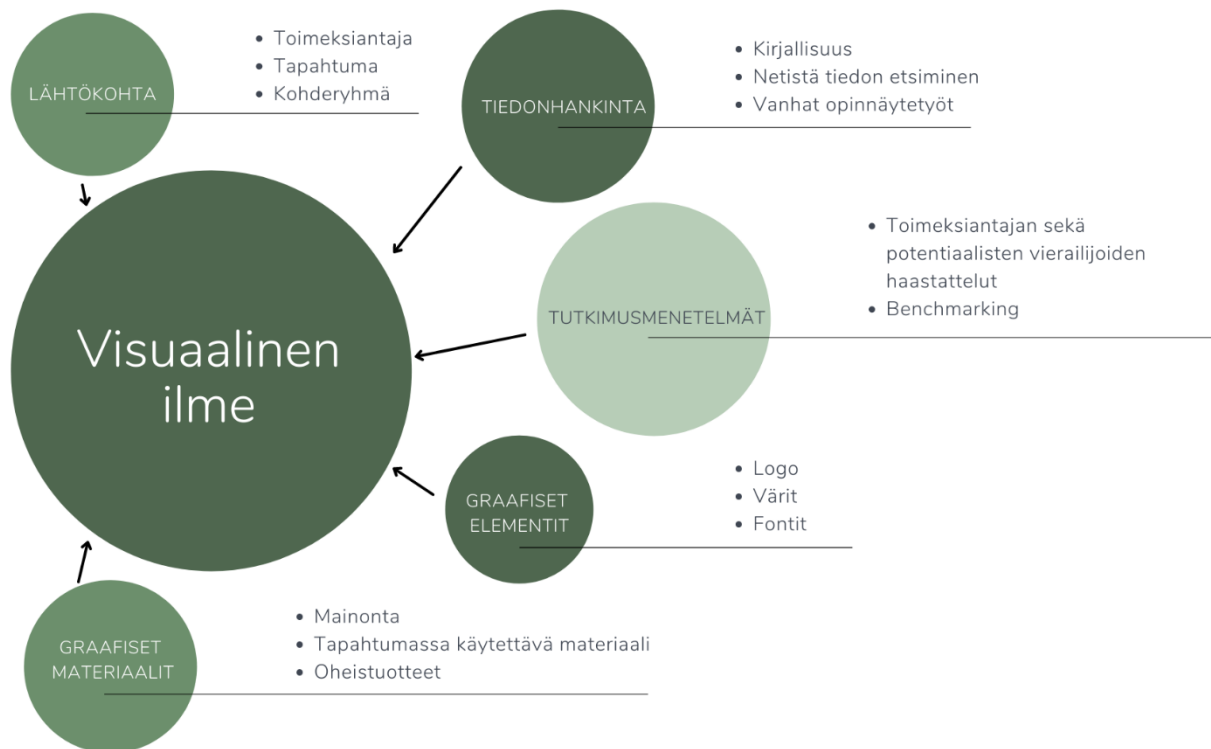 LÄHTÖKOHTA
• Toimeksiantaja
• Tapahtuma
• Kohderyhmä
TIEDONHANKINTA
• Kirjallisuus
• Netistä tiedon etsiminen
• Vanhat opinnäytetyöt
Visuaalinen
ilme
TUTKIMUSMENETELMÄT
• Toimeksiantajan sekä
potentiaalisten vierailijoiden
haastattelut
• Benchmarking
GRAAFISET
ELEMENTIT
• Logo
• Värit
• Fontit
GRAAFISET
MATERIAALIT
• Mainonta
• Tapahtumassa käytettävä materiaali
• Oheistuotteet